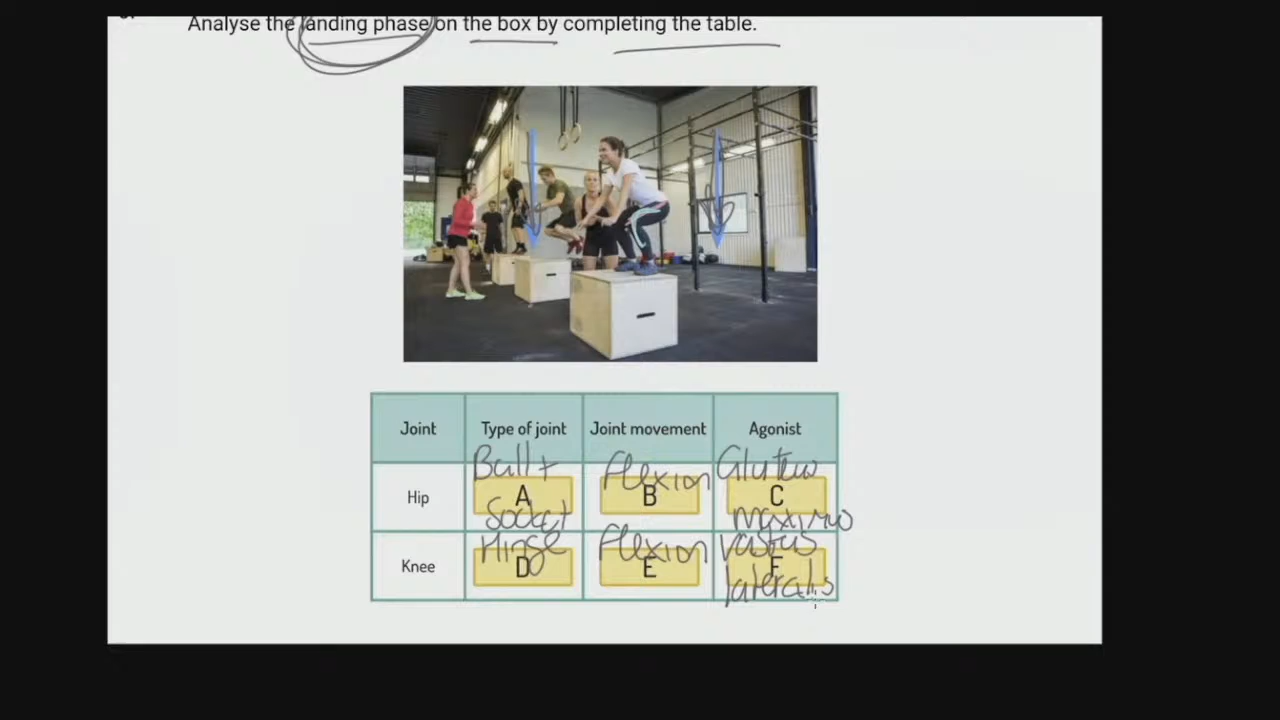 Analyse the landing phase on the box by completing the table.
Joint Type of joint Joint movement Agonist
Ball + Flexion Gluteus
Hip A B C
Socket maximus
Hinge Flexion vastus
Knee D E F
lateralis